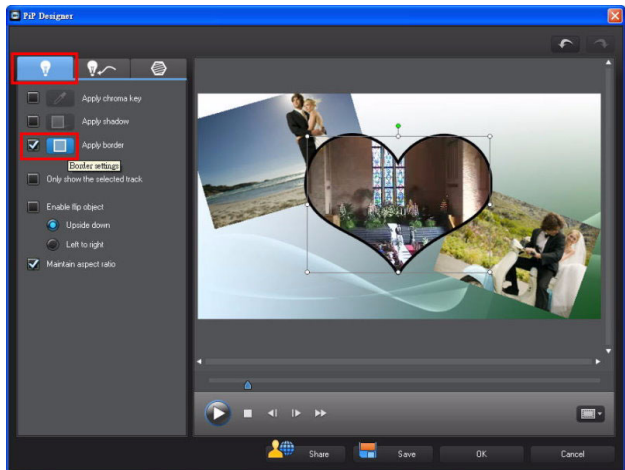 PiP Designer
Apply chroma key
Apply shadow
Apply border
Border settings
Only show the selected track
Enable flip object
Upside down
Left to right
Maintain aspect ratio
Share
Save
OK
Cancel